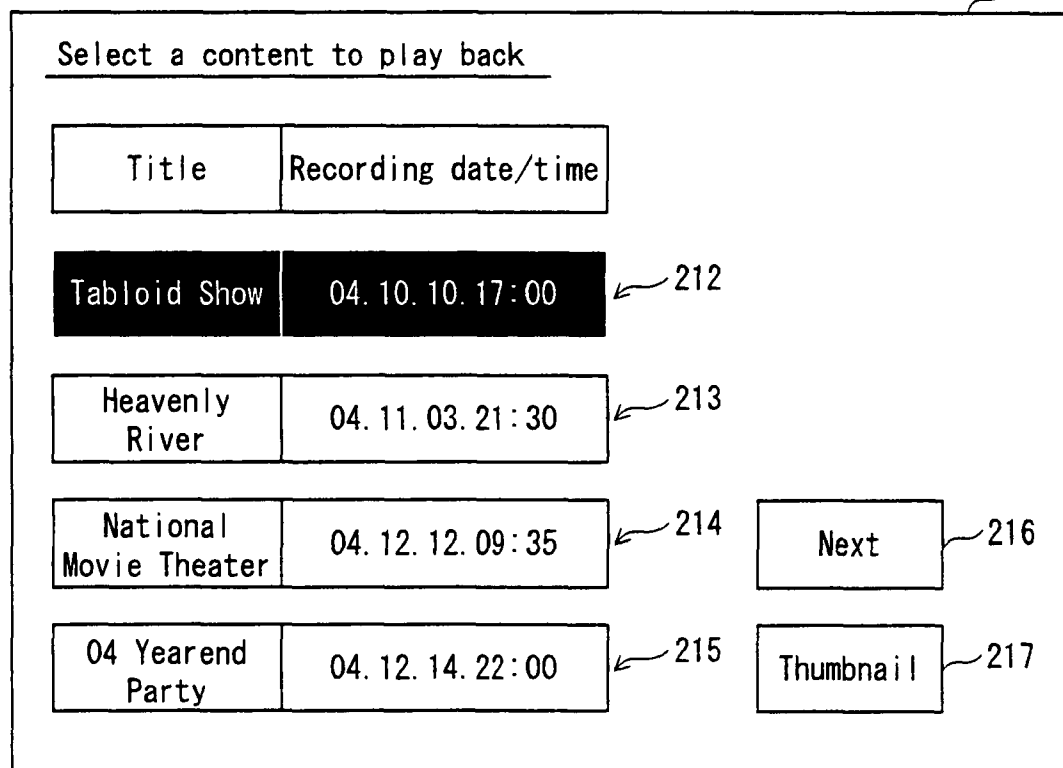 Select a content to play back
Title Recording date/time
Tabloid Show 04.10.10.17:00 212
Heavenly
River
04.11.03.21:30 213
National
Movie Theater
04.12.12.09:35 214
Next 216
04 Yearend
Party
04.12.14.22:00 215
Thumbnail 217